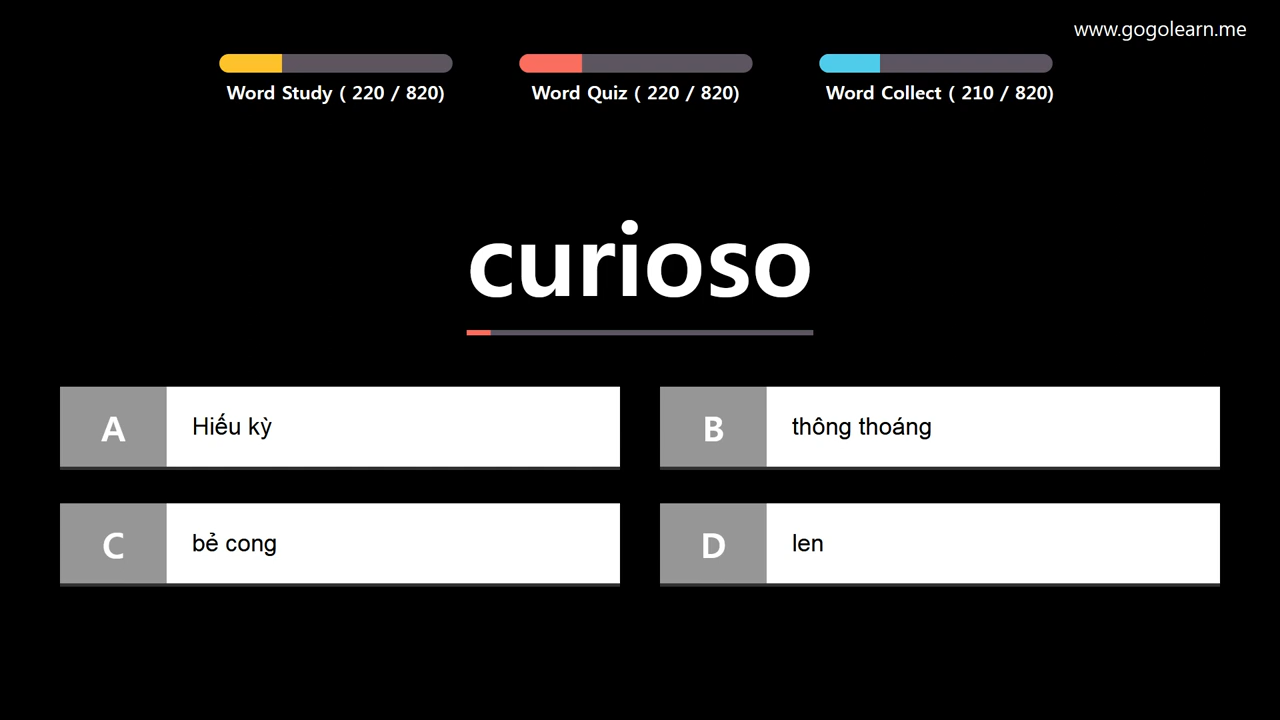 www.gogolearn.me
Word Study ( 220 / 820)
Word Quiz ( 220 / 820)
Word Collect ( 210 / 820)
curioso
A
Hiếu kỳ
B
thông thoáng
C
bẻ cong
D
len